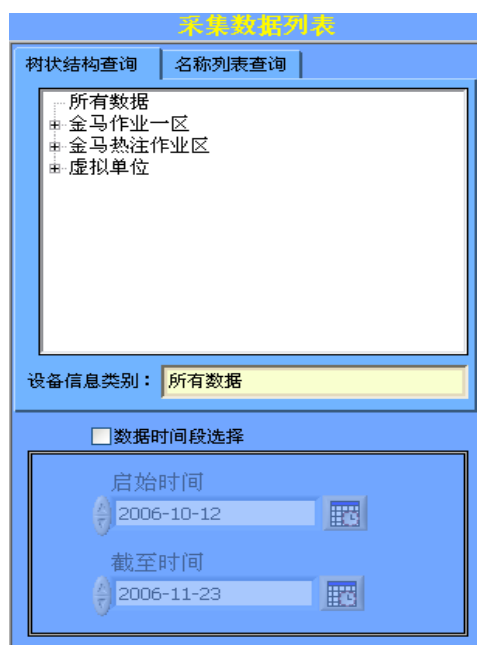 采集数据列表
树状结构查询 名称列表查询
所有数据
金马作业一区
金马热注作业区
虚拟单位
设备信息类别： 所有数据
数据时间段选择
启始时间
2006-10-12
截至时间
2006-11-23